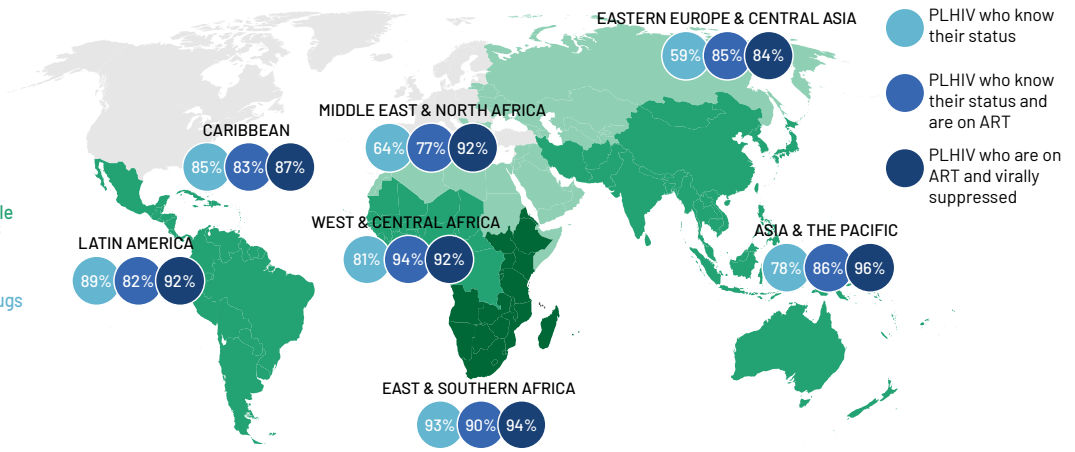 EASTERN EUROPE & CENTRAL ASIA
59% 85% 84%
PLHIV who know
their status
PLHIV who know
their status and
are on ART
PLHIV who are on
ART and virally
suppressed
MIDDLE EAST & NORTH AFRICA
64% 77% 92%
CARIBBEAN
85% 83% 87%
le
WEST & CENTRAL AFRICA
81% 94% 92%
LATIN AMERICA
89% 82% 92%
ASIA & THE PACIFIC
78% 86% 96%
ugs
EAST & SOUTHERN AFRICA
93% 90% 94%